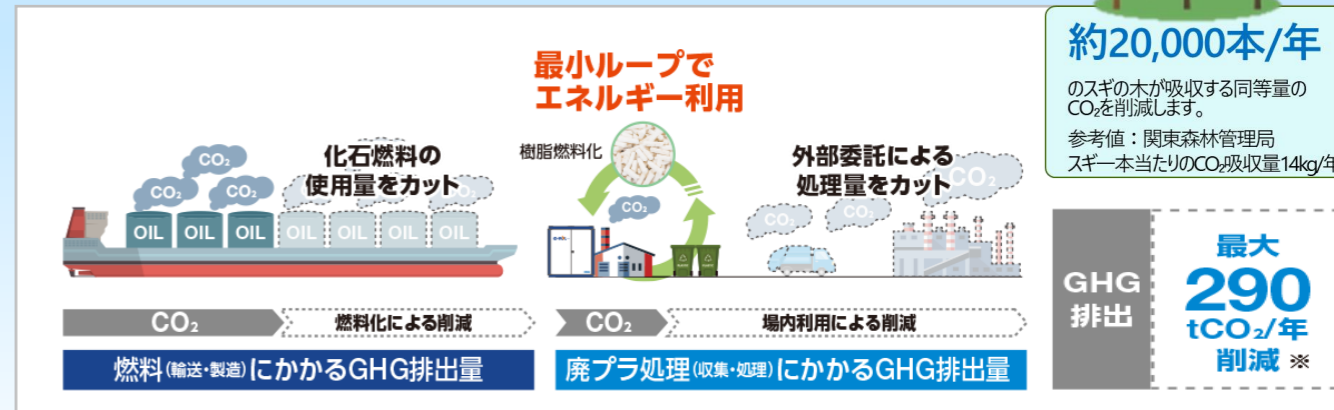 最小ループで
エネルギー利用
樹脂燃料化
CO₂
CO₂
CO₂
化石燃料の
使用量をカット
OIL OIL OIL OIL OIL OIL OIL
CO₂
外部委託による
処理量をカット
CO₂
CO₂
CO₂
CO₂
燃料化による削減
CO₂
場内利用による削減
燃料(輸送・製造)にかかるGHG排出量
廃プラ処理(収集・処理)にかかるGHG排出量
約20,000本/年
のスギの木が吸収する同等量の
CO₂を削減します。
参考値：関東森林管理局
スギ一本当たりのCO₂吸収量14kg/年
GHG
排出
最大
290
tCO₂/年
削減 ※